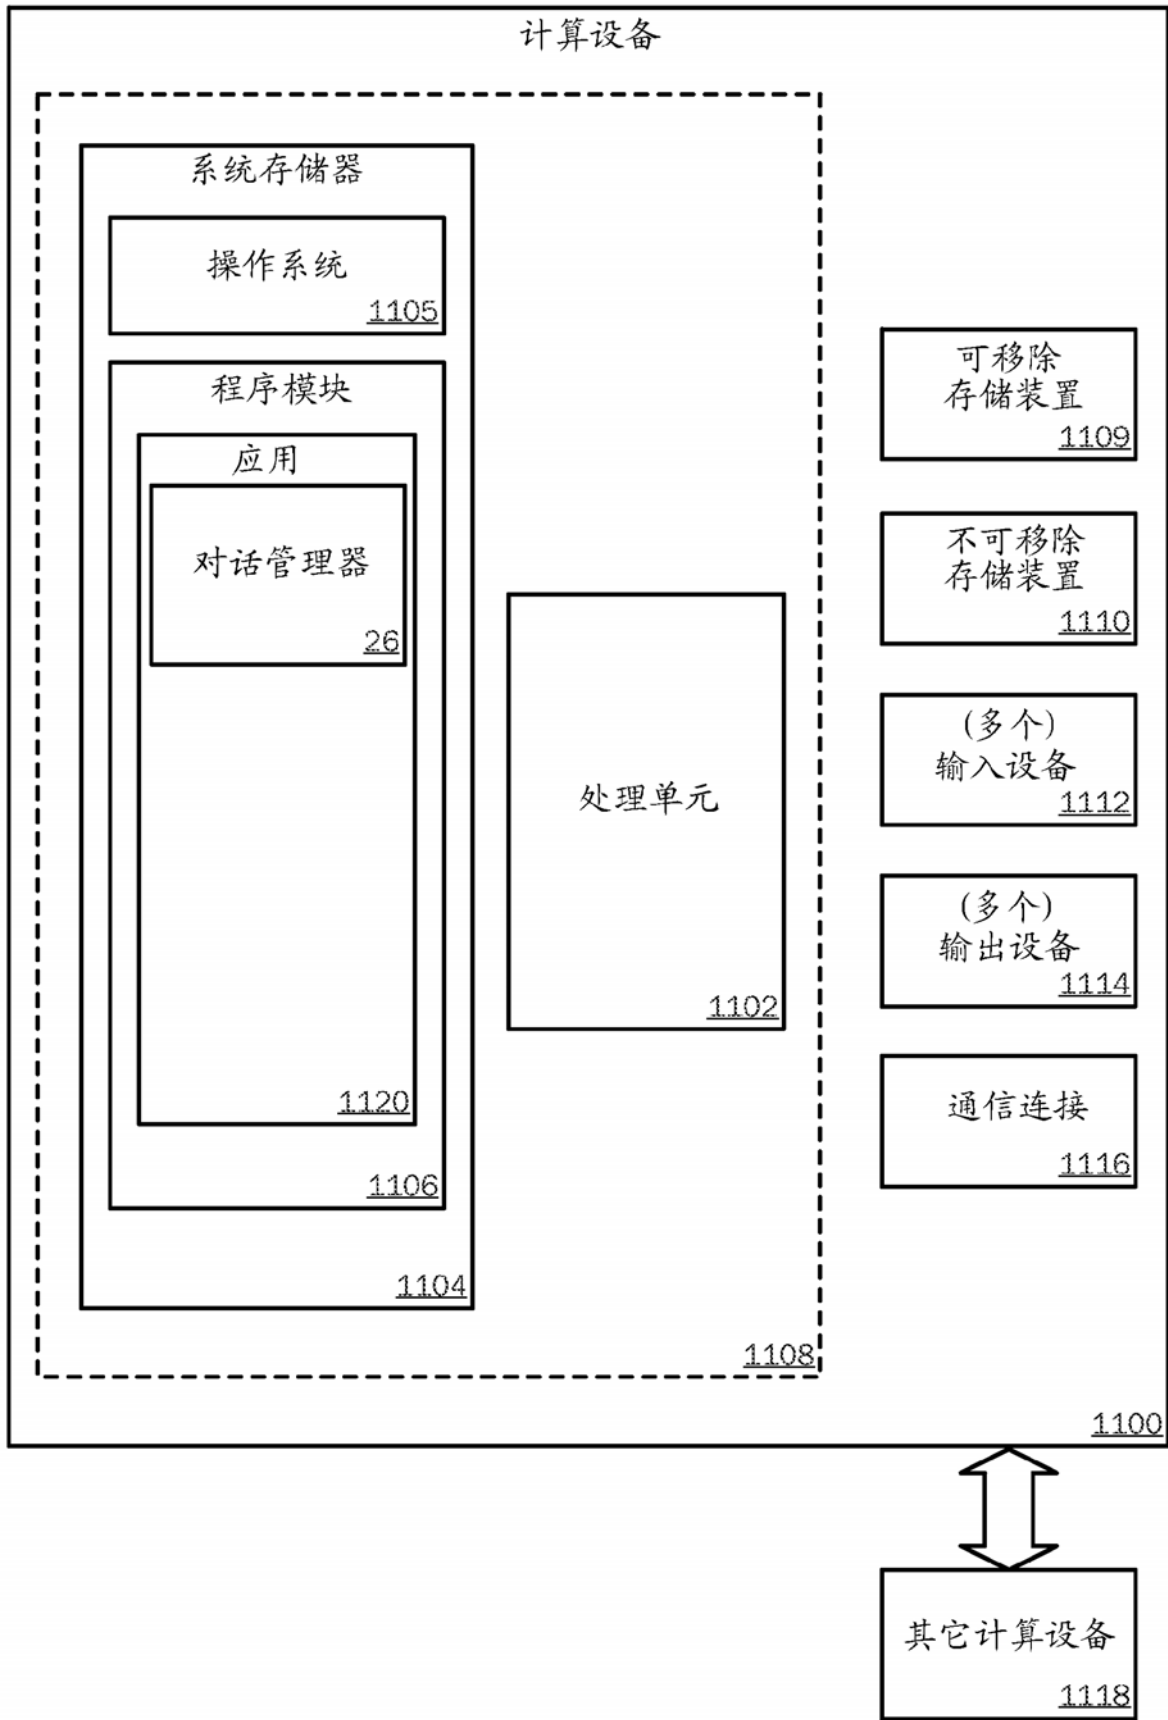 计算设备
系统存储器
操作系统
1105
程序模块
应用
对话管理器
26
1120
1106
1104
处理单元
1102
1108
可移除
存储装置
1109
不可移除
存储装置
1110
(多个)
输入设备
1112
(多个)
输出设备
1114
通信连接
1116
1100
其它计算设备
1118